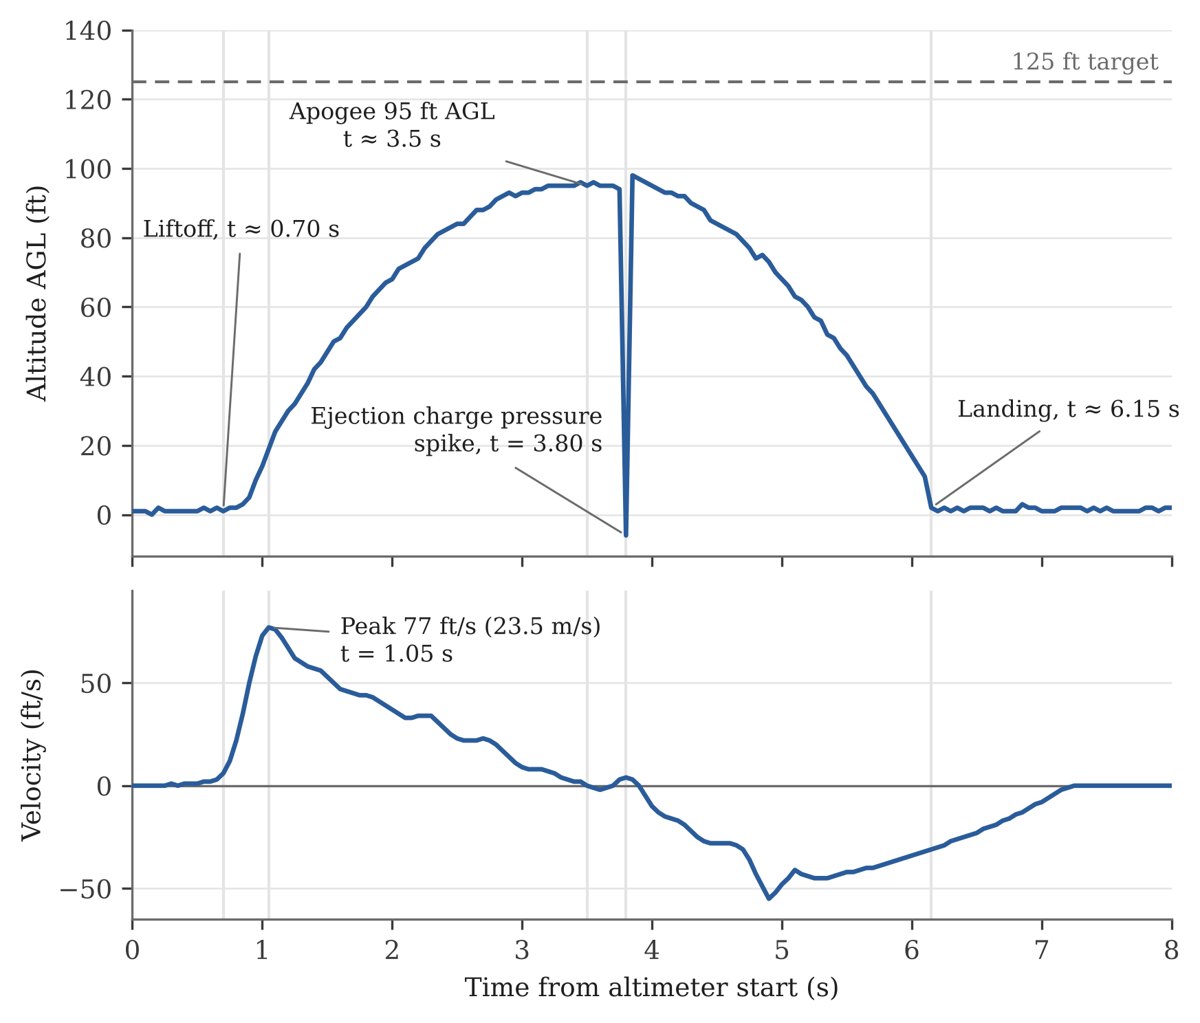 140
120
100
80
60
40
20
0
Altitude AGL (ft)
125 ft target
Apogee 95 ft AGL
t ≈ 3.5 s
Liftoff, t ≈ 0.70 s
Ejection charge pressure
spike, t = 3.80 s
Landing, t ≈ 6.15 s
50
0
−50
Velocity (ft/s)
Peak 77 ft/s (23.5 m/s)
t = 1.05 s
0 1 2 3 4 5 6 7 8
Time from altimeter start (s)